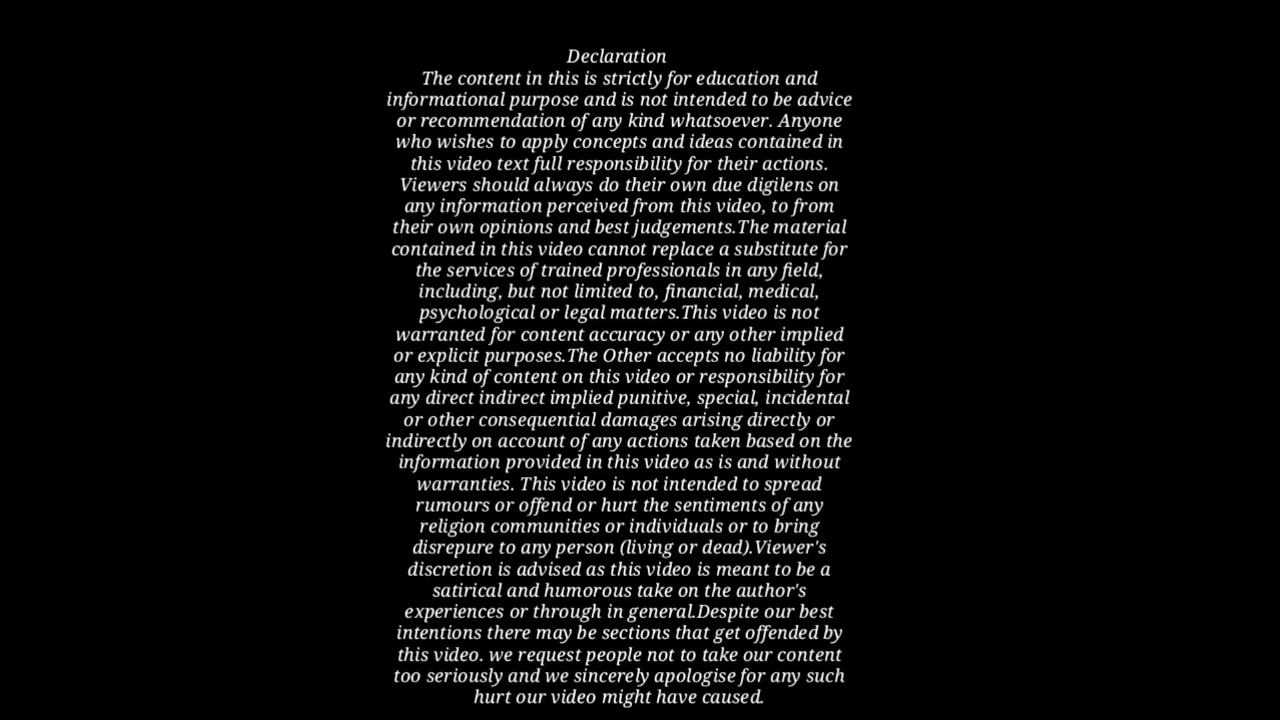 Declaration
The content in this is strictly for education and
informational purpose and is not intended to be advice
or recommendation of any kind whatsoever. Anyone
who wishes to apply concepts and ideas contained in
this video text full responsibility for their actions.
Viewers should always do their own due digilens on
any information perceived from this video, to from
their own opinions and best judgements.The material
contained in this video cannot replace a substitute for
the services of trained professionals in any field,
including, but not limited to, financial, medical,
psychological or legal matters.This video is not
warranted for content accuracy or any other implied
or explicit purposes.The Other accepts no liability for
any kind of content on this video or responsibility for
any direct indirect implied punitive, special, incidental
or other consequential damages arising directly or
indirectly on account of any actions taken based on the
information provided in this video as is and without
warranties. This video is not intended to spread
rumours or offend or hurt the sentiments of any
religion communities or individuals or to bring
disrepure to any person (living or dead).Viewer's
discretion is advised as this video is meant to be a
satirical and humorous take on the author's
experiences or through in general.Despite our best
intentions there may be sections that get offended by
this video. we request people not to take our content
too seriously and we sincerely apologise for any such
hurt our video might have caused.